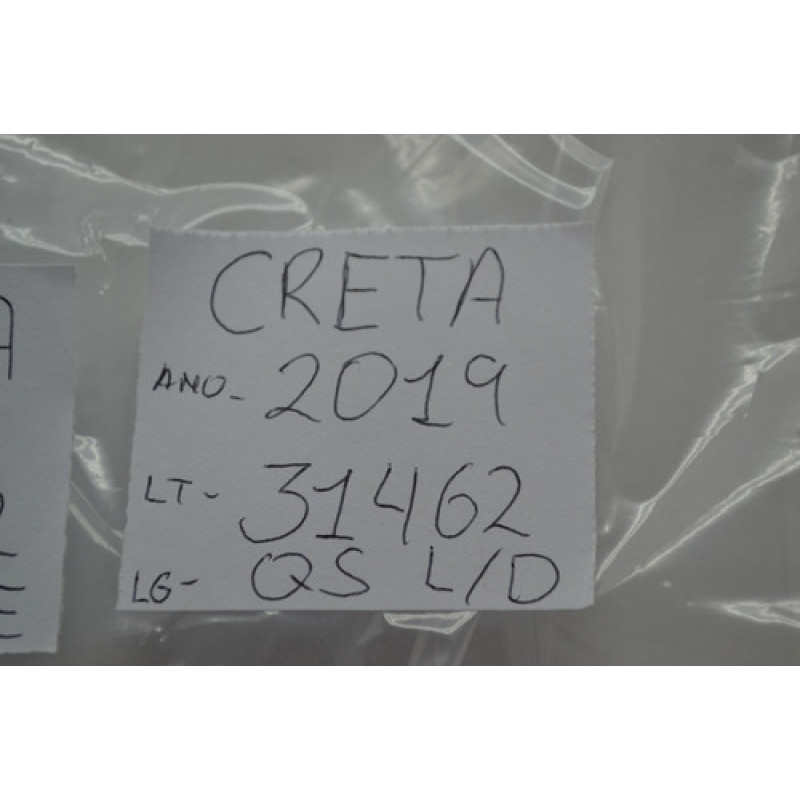 CRETA
ANO- 2019
LT- 31462
LG- QS L/D